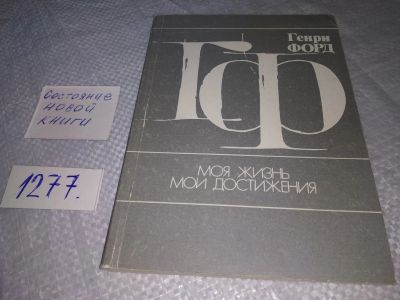 Генри
ФОРД
ГФ
МОЯ ЖИЗНЬ
МОИ ДОСТИЖЕНИЯ
Состояние
новой
книги
1277.